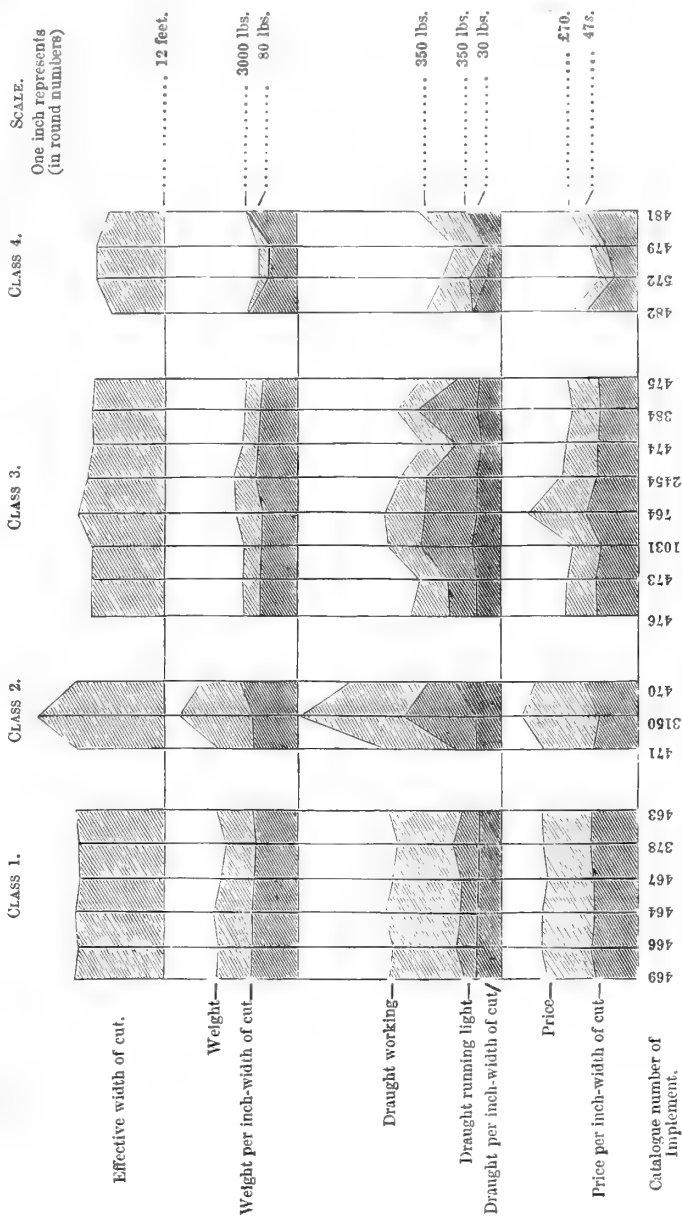 CLASS 1.
CLASS 2.
CLASS 3.
CLASS 4.
SCALE.
One inch represents
(in round numbers)
Effective width of cut.
12 feet.
Weight
3000 lbs.
Weight per inch-width of cut
80 lbs.
Draught working
350 lbs.
Draught running light
350 lbs.
Draught per inch-width of cut
30 lbs.
Price
£70.
Price per inch-width of cut
47s.
Catalogue number of
Implement.
469
466
464
467
378
463
471
3150
470
476
473
1031
764
2454
474
384
475
482
572
479
481